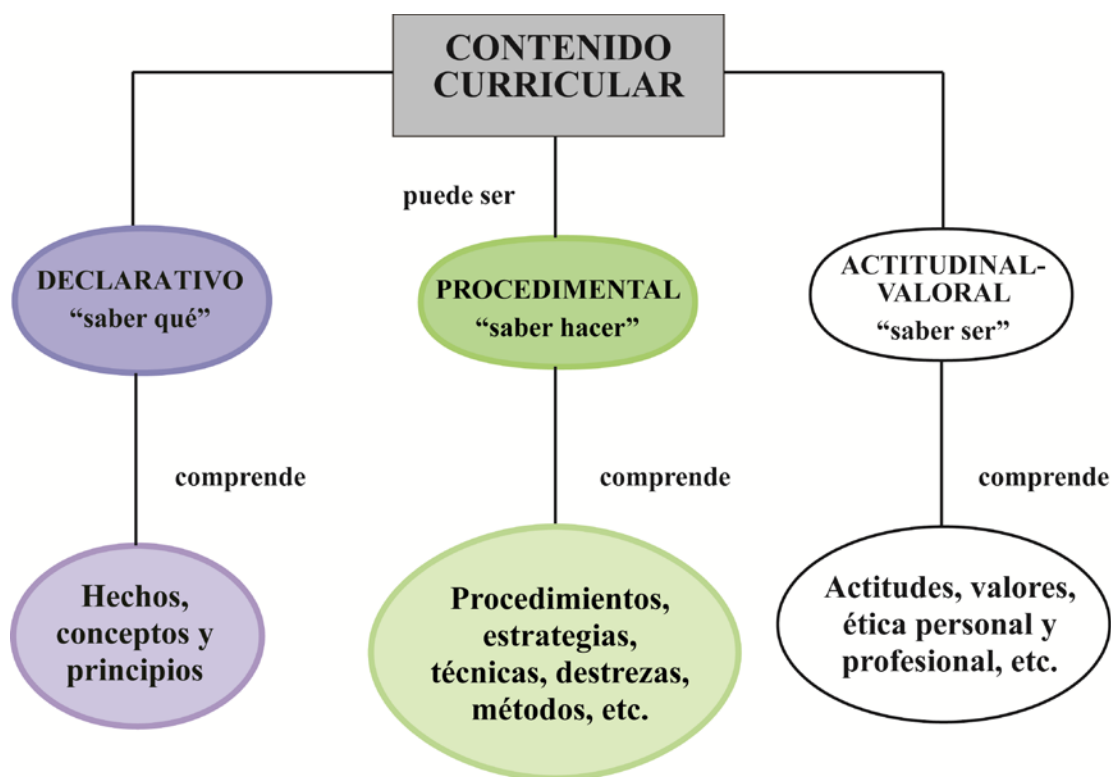 CONTENIDO
CURRICULAR
puede ser
DECLARATIVO
“saber qué”
PROCEDIMENTAL
“saber hacer”
ACTITUDINAL-
VALORAL
“saber ser”
comprende
comprende
comprende
Hechos,
conceptos y
principios
Procedimientos,
estrategias,
técnicas, destrezas,
métodos, etc.
Actitudes, valores,
ética personal y
profesional, etc.